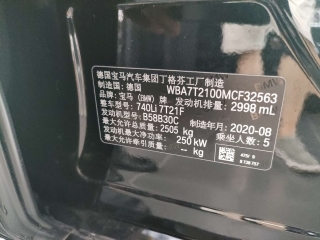 德国宝马汽车集团丁格芬工厂制造
制造国: 德国 WBA7T2100MCF32563
品牌: 宝马 (BMW) 牌 发动机排量: 2998 mL
整车型号: 740Li 7T21F
发动机型号: B58B30C 制造年月: 2020-08
最大允许总质量: 2505 kg 乘坐人数: 5
发动机最大净功率: 250 kW
最大允许牵引质量: -- kg